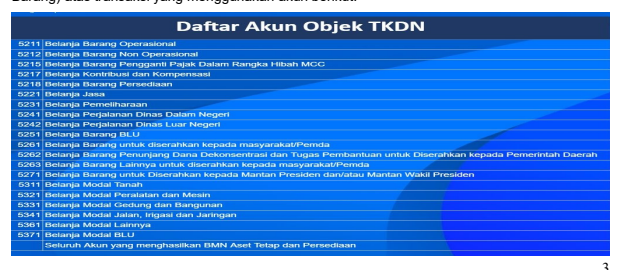 Barang) atas transaksi yang menggunakan akun berikut:
Daftar Akun Objek TKDN
5211 Belanja Barang Operasional
5212 Belanja Barang Non Operasional
5215 Belanja Barang Pengganti Pajak Dalam Rangka Hibah MCC
5217 Belanja Kontribusi dan Kompensasi
5218 Belanja Barang Persediaan
5221 Belanja Jasa
5231 Belanja Pemeliharaan
5241 Belanja Perjalanan Dinas Dalam Negeri
5242 Belanja Perjalanan Dinas Luar Negeri
5251 Belanja Barang BLU
5261 Belanja Barang untuk diserahkan kepada masyarakat/Pemda
5262 Belanja Barang Penunjang Dana Dekonsentrasi dan Tugas Pembantuan untuk Diserahkan kepada Pemerintah Daerah
5263 Belanja Barang Lainnya untuk diserahkan kepada masyarakat/Pemda
5271 Belanja Barang untuk Diserahkan kepada Mantan Presiden dan/atau Mantan Wakil Presiden
5311 Belanja Modal Tanah
5321 Belanja Modal Peralatan dan Mesin
5331 Belanja Modal Gedung dan Bangunan
5341 Belanja Modal Jalan, Irigasi dan Jaringan
5361 Belanja Modal Lainnya
5371 Belanja Modal BLU
Seluruh Akun yang menghasilkan BMN Aset Tetap dan Persediaan
3